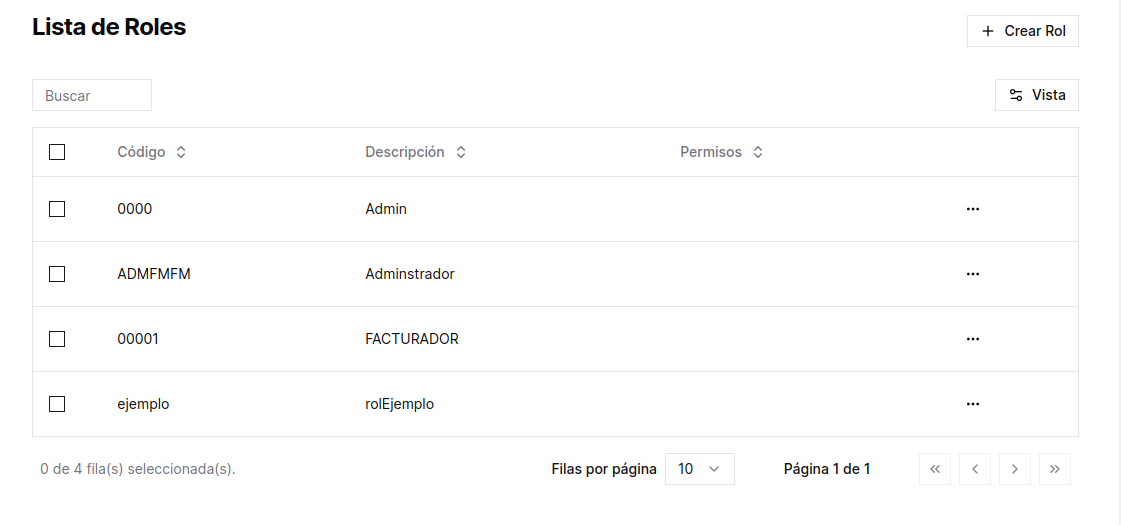 Lista de Roles
Crear Rol
Buscar
Vista
Código Descripción Permisos
0000 Admin
ADMFMFM Adminstrador
00001 FACTURADOR
ejemplo rolEjemplo
0 de 4 fila(s) seleccionada(s). Filas por página 10 Página 1 de 1